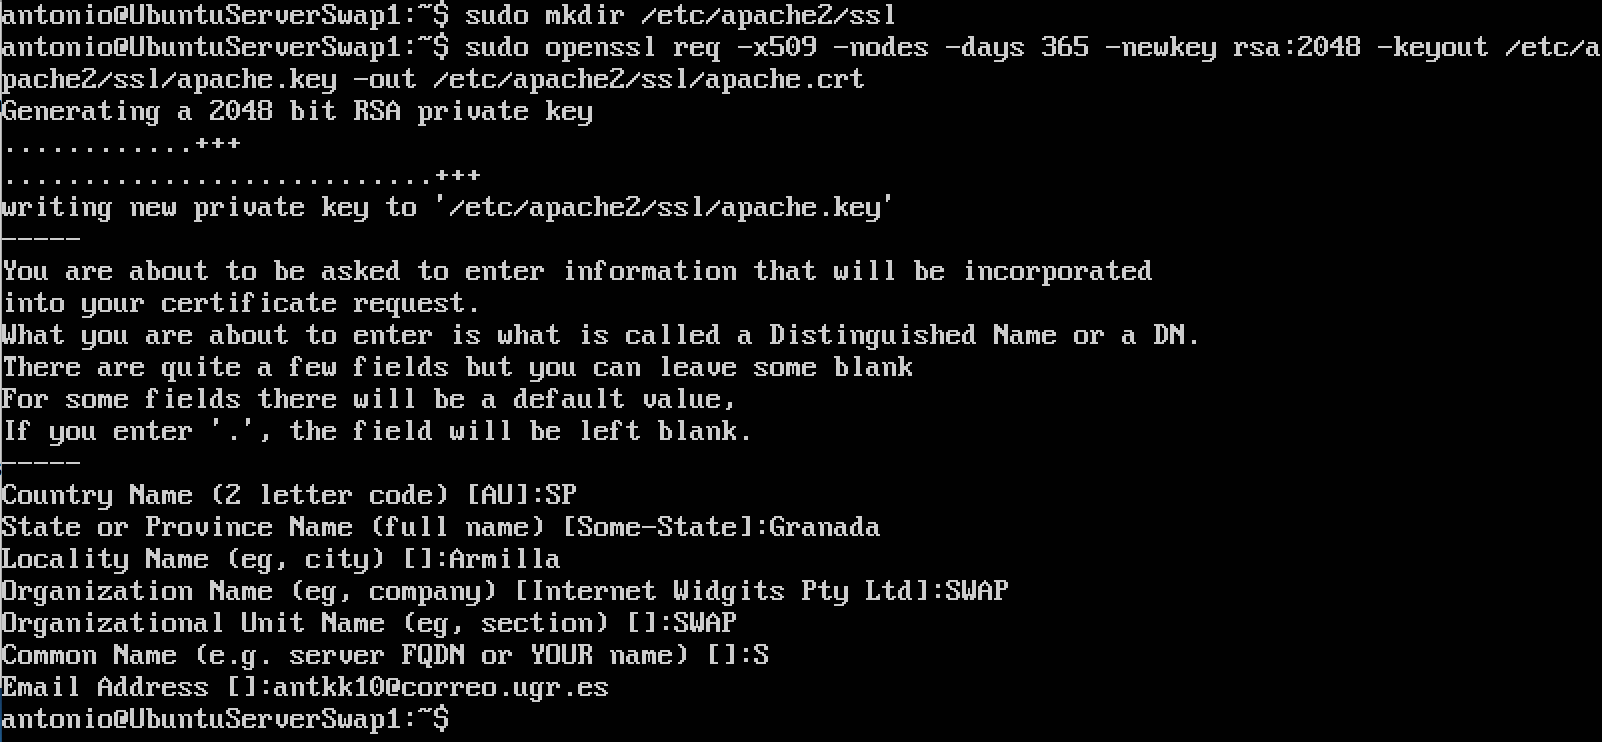 antonio@UbuntuServerSwap1:~$ sudo mkdir /etc/apache2/ssl
antonio@UbuntuServerSwap1:~$ sudo openssl req -x509 -nodes -days 365 -newkey rsa:2048 -keyout /etc/a
pache2/ssl/apache.key -out /etc/apache2/ssl/apache.crt
Generating a 2048 bit RSA private key
............+++
...........................+++
writing new private key to '/etc/apache2/ssl/apache.key'
-----
You are about to be asked to enter information that will be incorporated
into your certificate request.
What you are about to enter is what is called a Distinguished Name or a DN.
There are quite a few fields but you can leave some blank
For some fields there will be a default value,
If you enter '.', the field will be left blank.
-----
Country Name (2 letter code) [AU]:SP
State or Province Name (full name) [Some-State]:Granada
Locality Name (eg, city) []:Armilla
Organization Name (eg, company) [Internet Widgits Pty Ltd]:SWAP
Organizational Unit Name (eg, section) []:SWAP
Common Name (e.g. server FQDN or YOUR name) []:S
Email Address []:antkk10@correo.ugr.es
antonio@UbuntuServerSwap1:~$